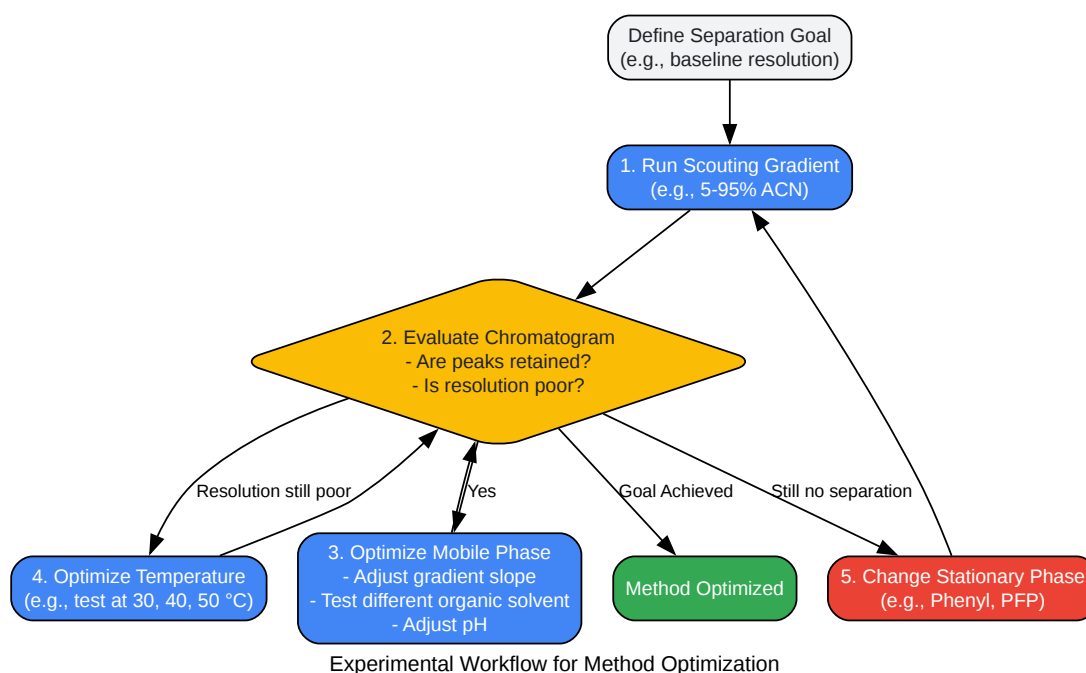 Define Separation Goal
(e.g., baseline resolution)
1. Run Scouting Gradient
(e.g., 5-95% ACN)
2. Evaluate Chromatogram
- Are peaks retained?
- Is resolution poor?
Resolution still poor
Yes
Goal Achieved
Still no separation
4. Optimize Temperature
(e.g., test at 30, 40, 50 °C)
3. Optimize Mobile Phase
- Adjust gradient slope
- Test different organic solvent
- Adjust pH
Method Optimized
5. Change Stationary Phase
(e.g., Phenyl, PFP)
Experimental Workflow for Method Optimization